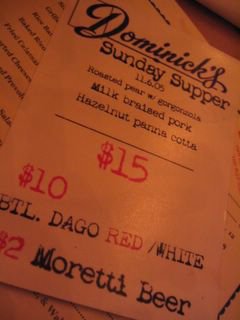 Dominick's
Sunday Supper
11.6.05
Roasted pear w/ gorgonzola
Milk braised pork
Hazelnut panna cotta
$15
$10
BTL. DAGO RED/WHITE
$2 Moretti Beer